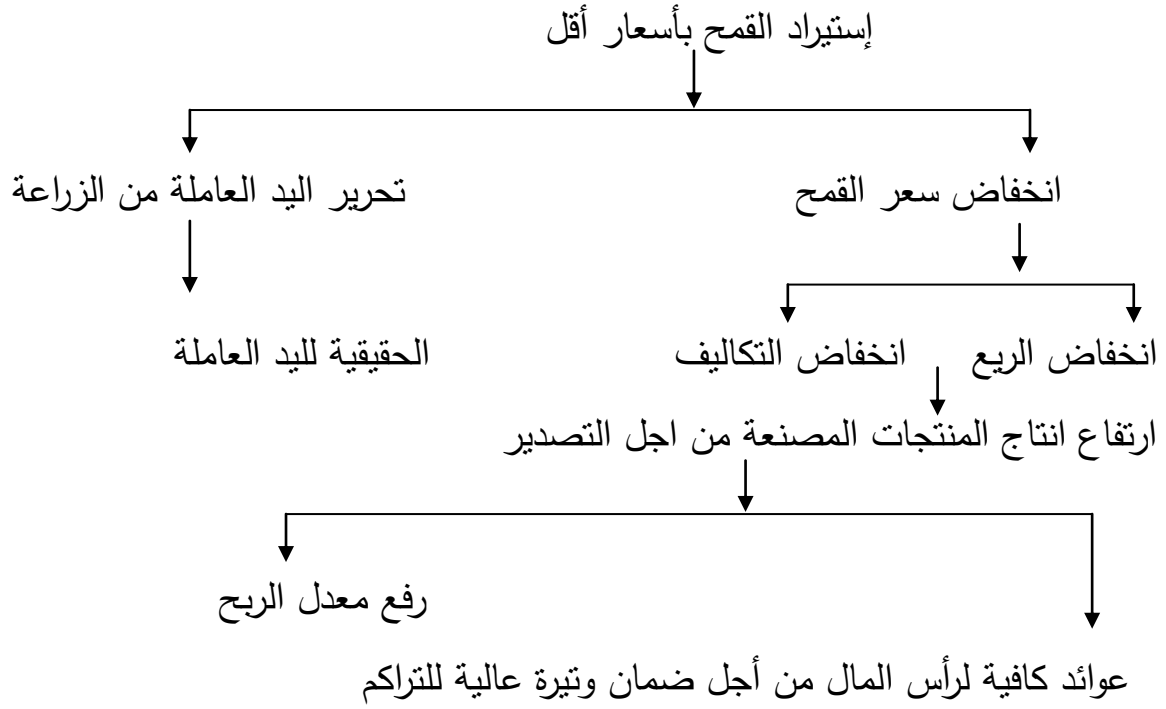 إستيراد القمح بأسعار أقل
انخفاض سعر القمح
تحرير اليد العاملة من الزراعة
انخفاض الريع
انخفاض التكاليف
الحقيقية لليد العاملة
ارتفاع انتاج المنتجات المصنعة من اجل التصدير
رفع معدل الربح
عوائد كافية لرأس المال من أجل ضمان وتيرة عالية للتراكم